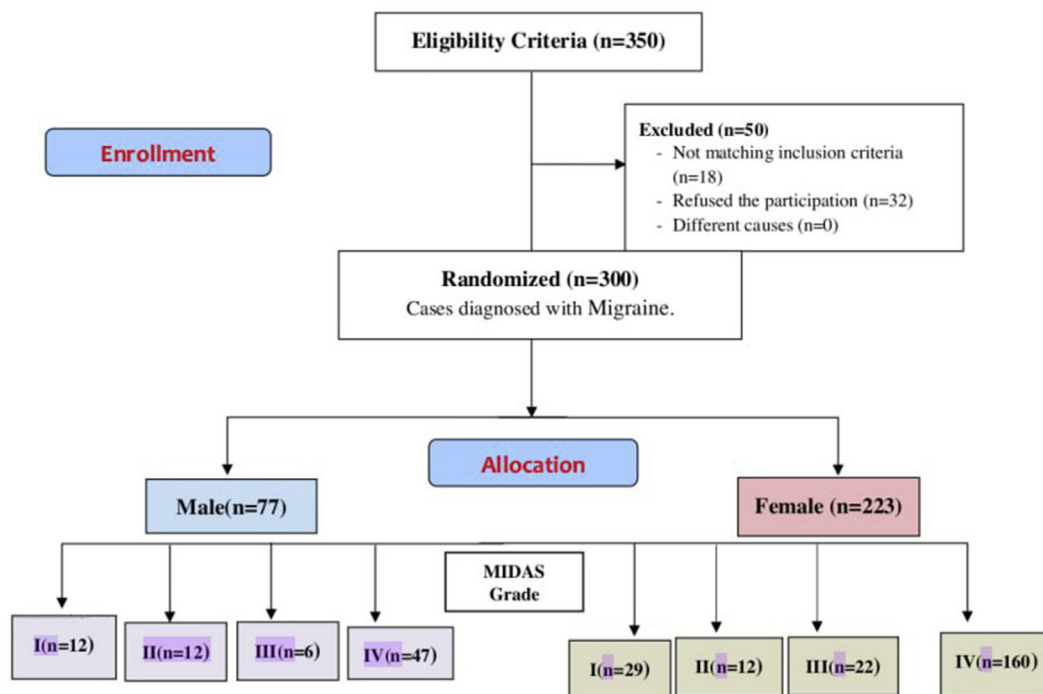 Eligibility Criteria (n=350)
Enrollment
Excluded (n=50)
- Not matching inclusion criteria
(n=18)
- Refused the participation (n=32)
- Different causes (n=0)
Randomized (n=300)
Cases diagnosed with Migraine.
Allocation
Male(n=77)
Female (n=223)
MIDAS
Grade
I(n=12)
II(n=12)
III(n=6)
IV(n=47)
I(n=29)
II(n=12)
III(n=22)
IV(n=160)